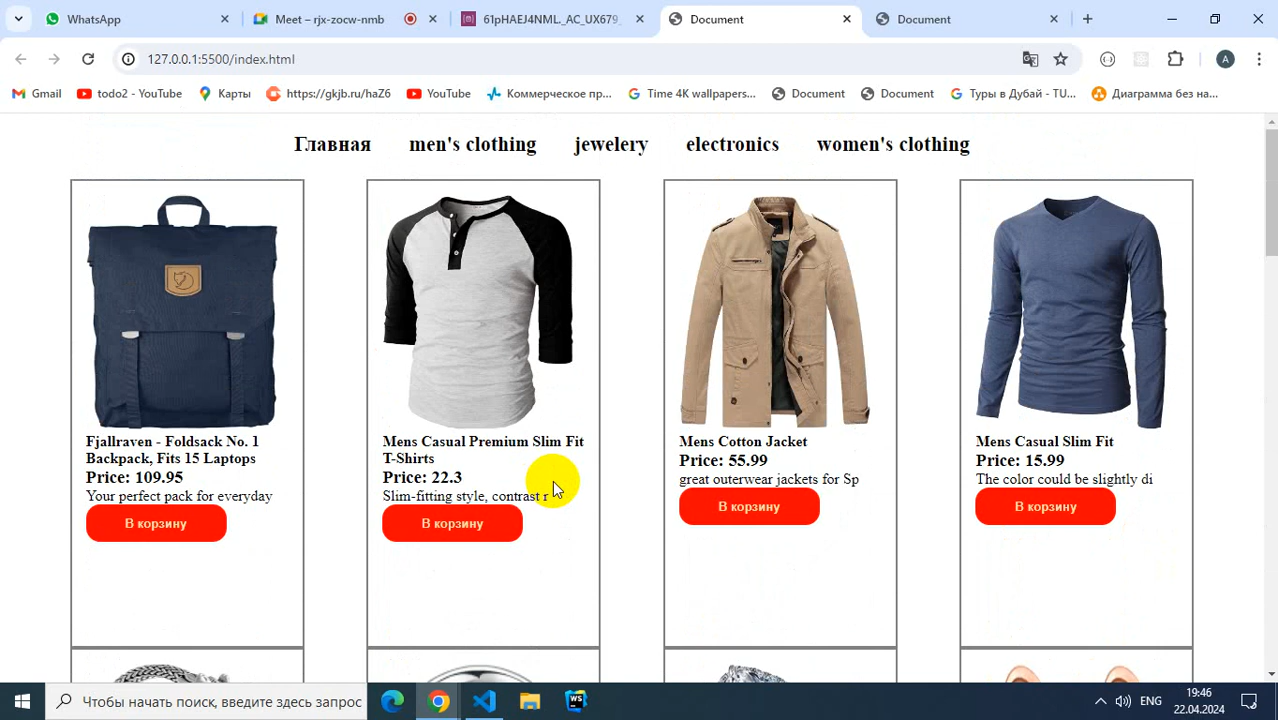 WhatsApp
Meet – rjx-zocw-nmb
61pHAEJ4NML._AC_UX679_
Document
Document
127.0.0.1:5500/index.html
A
Gmail
todo2 - YouTube
Карты
https://gkjb.ru/haZ6
YouTube
Коммерческое пр...
Time 4K wallpapers...
Document
Document
Туры в Дубай - TU...
Диаграмма без на...
Главная
men's clothing
jewelery
electronics
women's clothing
Fjallraven - Foldsack No. 1
Backpack, Fits 15 Laptops
Price: 109.95
Your perfect pack for everyday
В корзину
Mens Casual Premium Slim Fit
T-Shirts
Price: 22.3
Slim-fitting style, contrast r
В корзину
Mens Cotton Jacket
Price: 55.99
great outerwear jackets for Sp
В корзину
Mens Casual Slim Fit
Price: 15.99
The color could be slightly di
В корзину
Чтобы начать поиск, введите здесь запрос
WS
ENG
19:46
22.04.2024